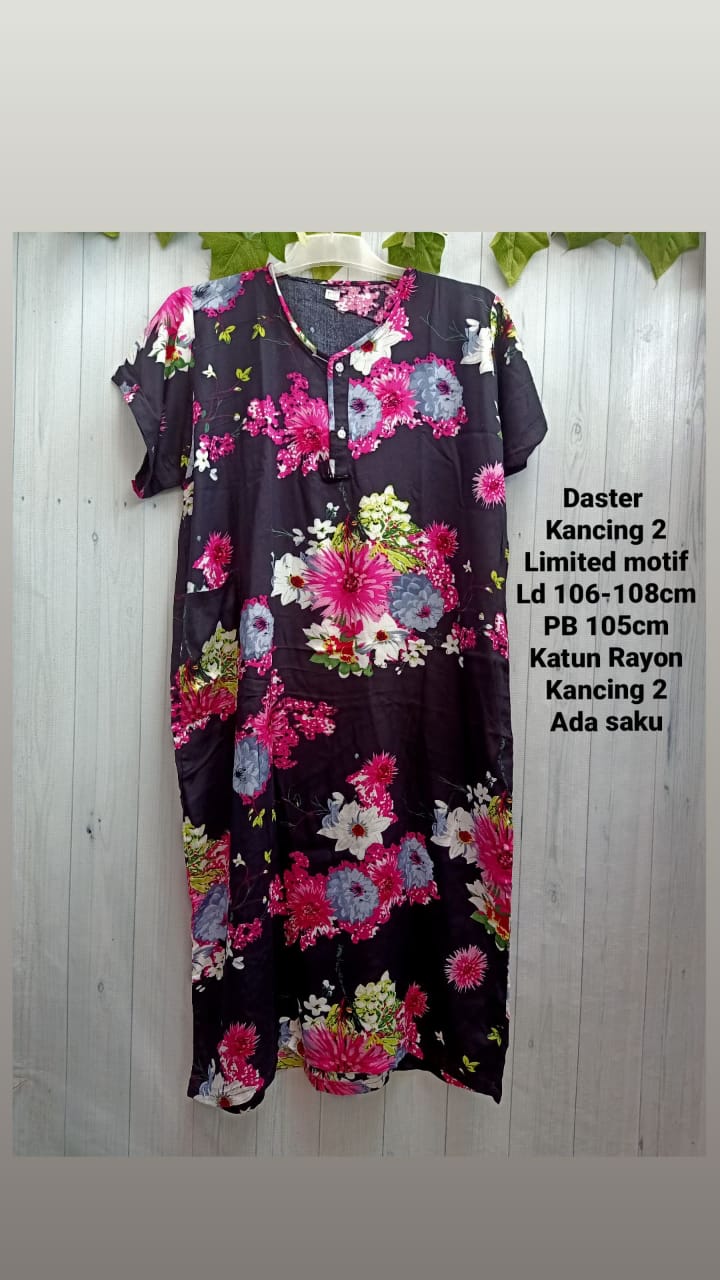 Daster
Kancing 2
Limited motif
Ld 106-108cm
PB 105cm
Katun Rayon
Kancing 2
Ada saku